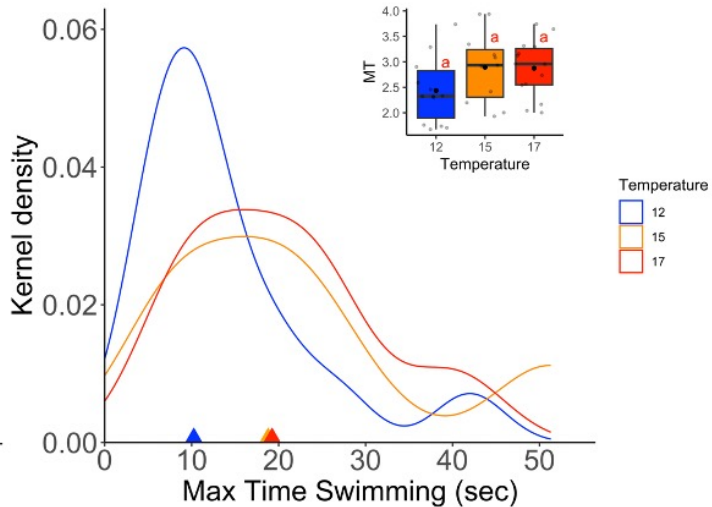 0.06
0.04
0.02
0.00
Kernel density
0
10
20
30
40
50
Max Time Swimming (sec)
4.0
3.5
3.0
2.5
2.0
MT
a
a
a
12
15
17
Temperature
Temperature
12
15
17